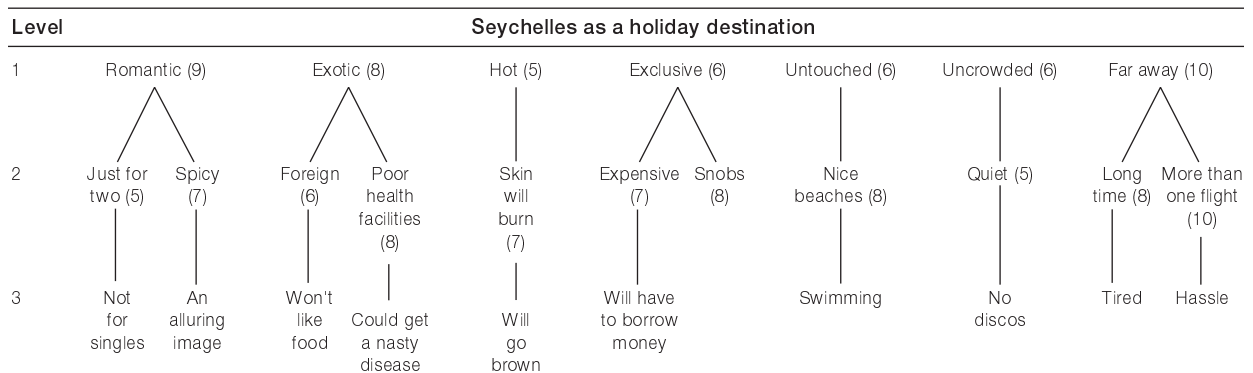 Level Seychelles as a holiday destination
1 Romantic (9) Exotic (8) Hot (5) Exclusive (6) Untouched (6) Uncrowded (6) Far away (10)
2 Just for two (5) Spicy (7) Foreign (6) Poor health facilities (8) Skin will burn (7) Expensive (7) Snobs (8) Nice beaches (8) Quiet (5) Long time (8) More than one flight (10)
3 Not for singles An alluring image Won't like food Could get a nasty disease Will go brown Will have to borrow money Swimming No discos Tired Hassle